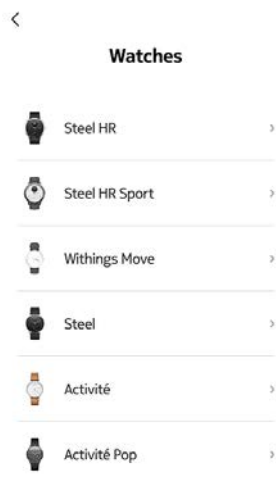 Watches
Steel HR
Steel HR Sport
Withings Move
Steel
Activité
Activité Pop